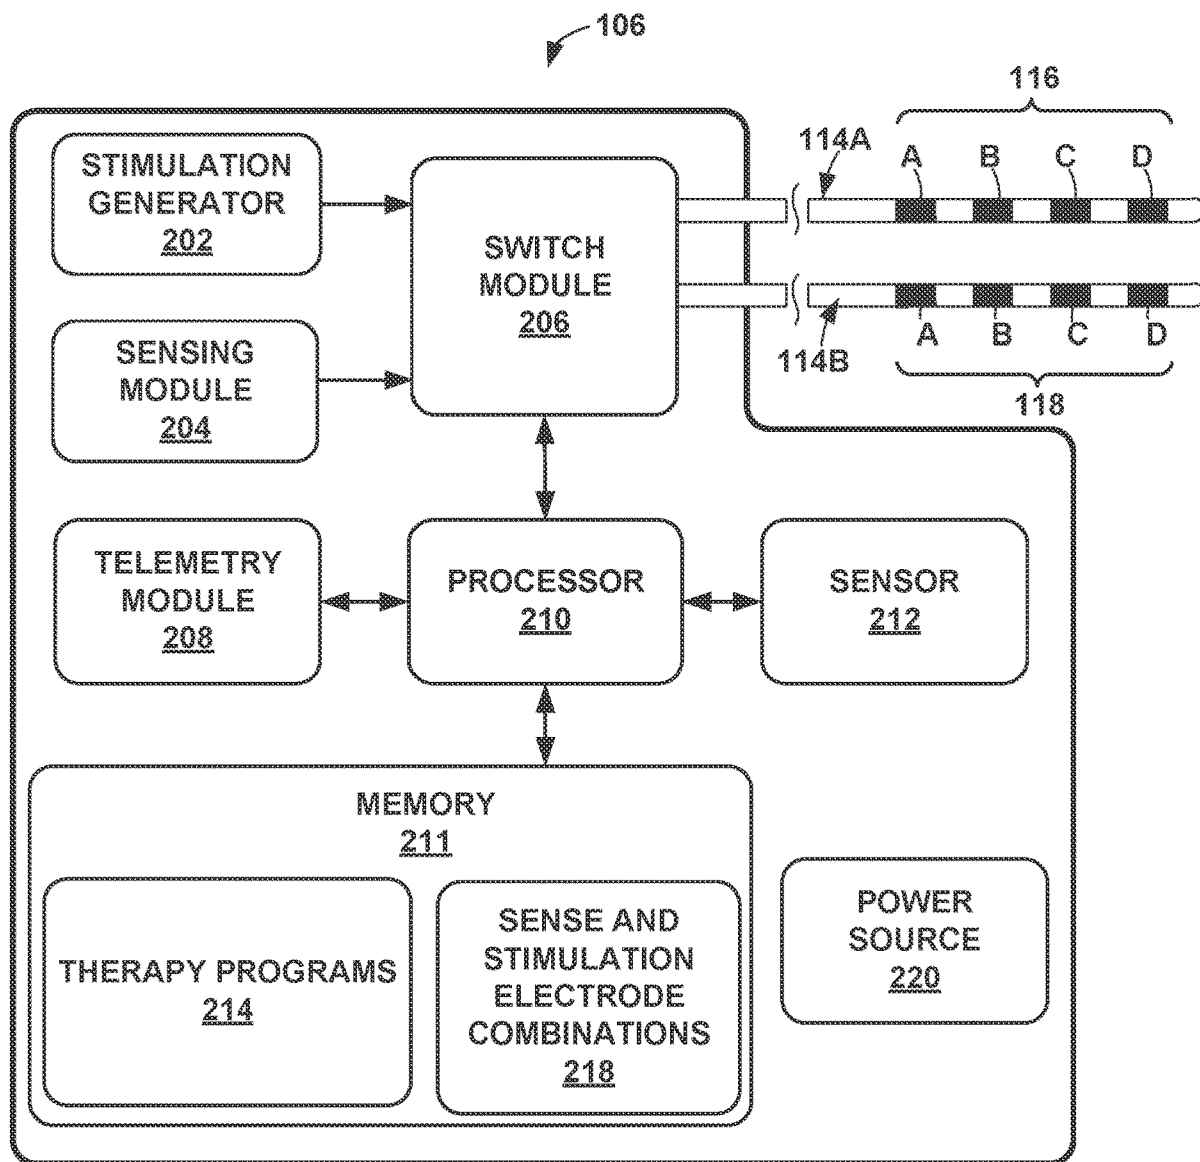 106
116
114A
A B C D
STIMULATION
GENERATOR
202
SWITCH
MODULE
206
SENSING
MODULE
204
A B C D
114B
118
TELEMETRY
MODULE
208
PROCESSOR
210
SENSOR
212
MEMORY
211
THERAPY PROGRAMS
214
SENSE AND
STIMULATION
ELECTRODE
COMBINATIONS
218
POWER
SOURCE
220